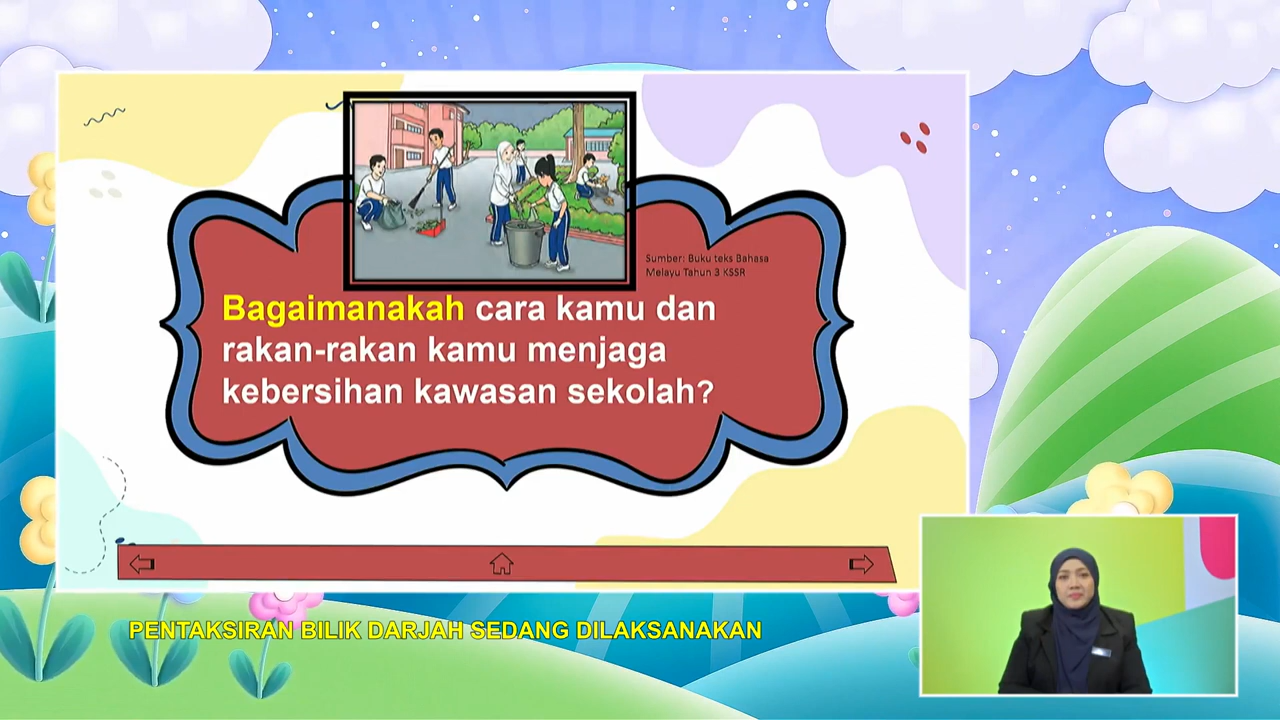 Sumber: Buku teks Bahasa
Melayu Tahun 3 KSSR
Bagaimanakah cara kamu dan
rakan-rakan kamu menjaga
kebersihan kawasan sekolah?
PENTAKSIRAN BILIK DARJAH SEDANG DILAKSANAKAN